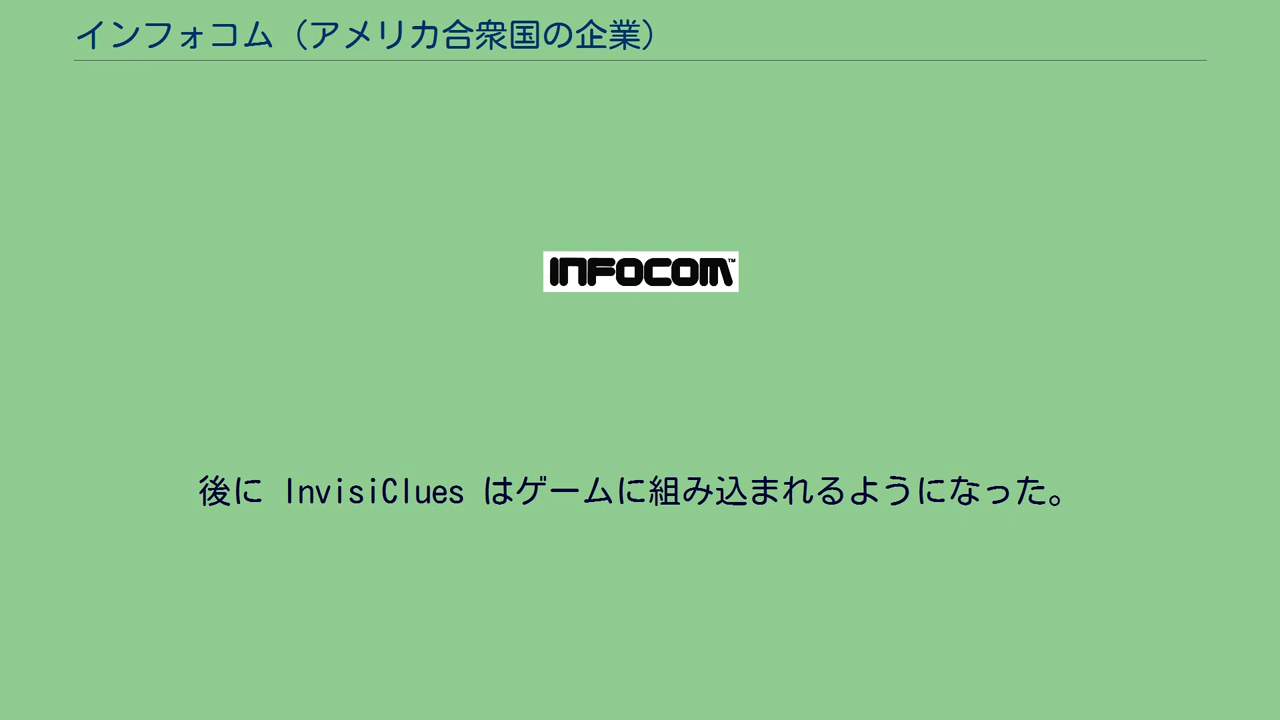 インフォコム（アメリカ合衆国の企業）
INFOCOM™
後に InvisiClues はゲームに組み込まれるようになった。